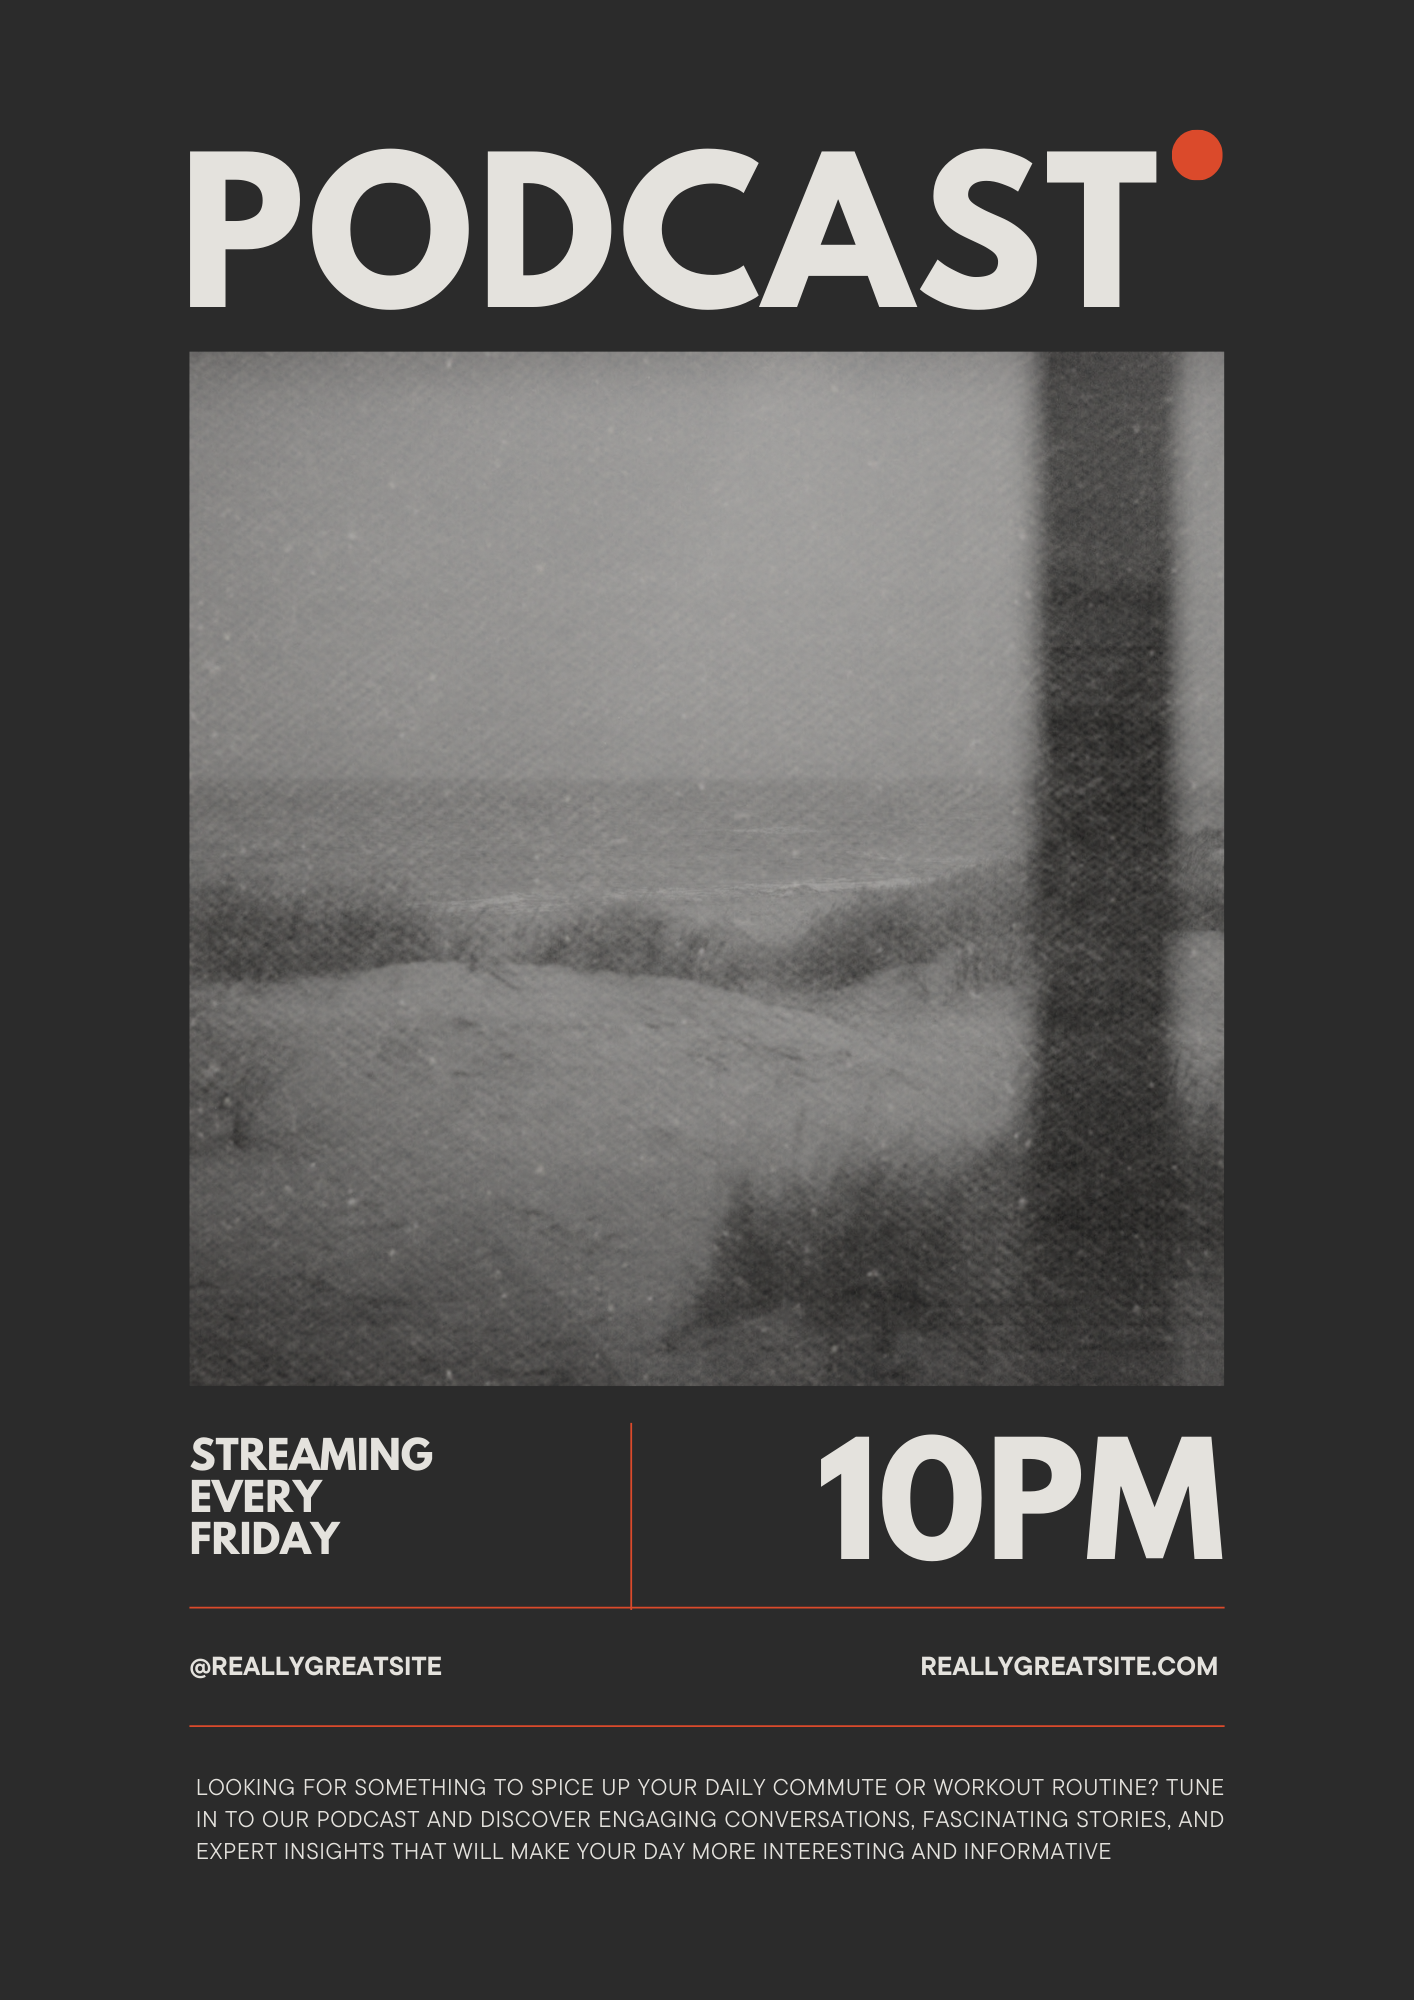 PODCAST
STREAMING
EVERY
FRIDAY
10PM
@REALLYGREATSITE
REALLYGREATSITE.COM
LOOKING FOR SOMETHING TO SPICE UP YOUR DAILY COMMUTE OR WORKOUT ROUTINE? TUNE
IN TO OUR PODCAST AND DISCOVER ENGAGING CONVERSATIONS, FASCINATING STORIES, AND
EXPERT INSIGHTS THAT WILL MAKE YOUR DAY MORE INTERESTING AND INFORMATIVE